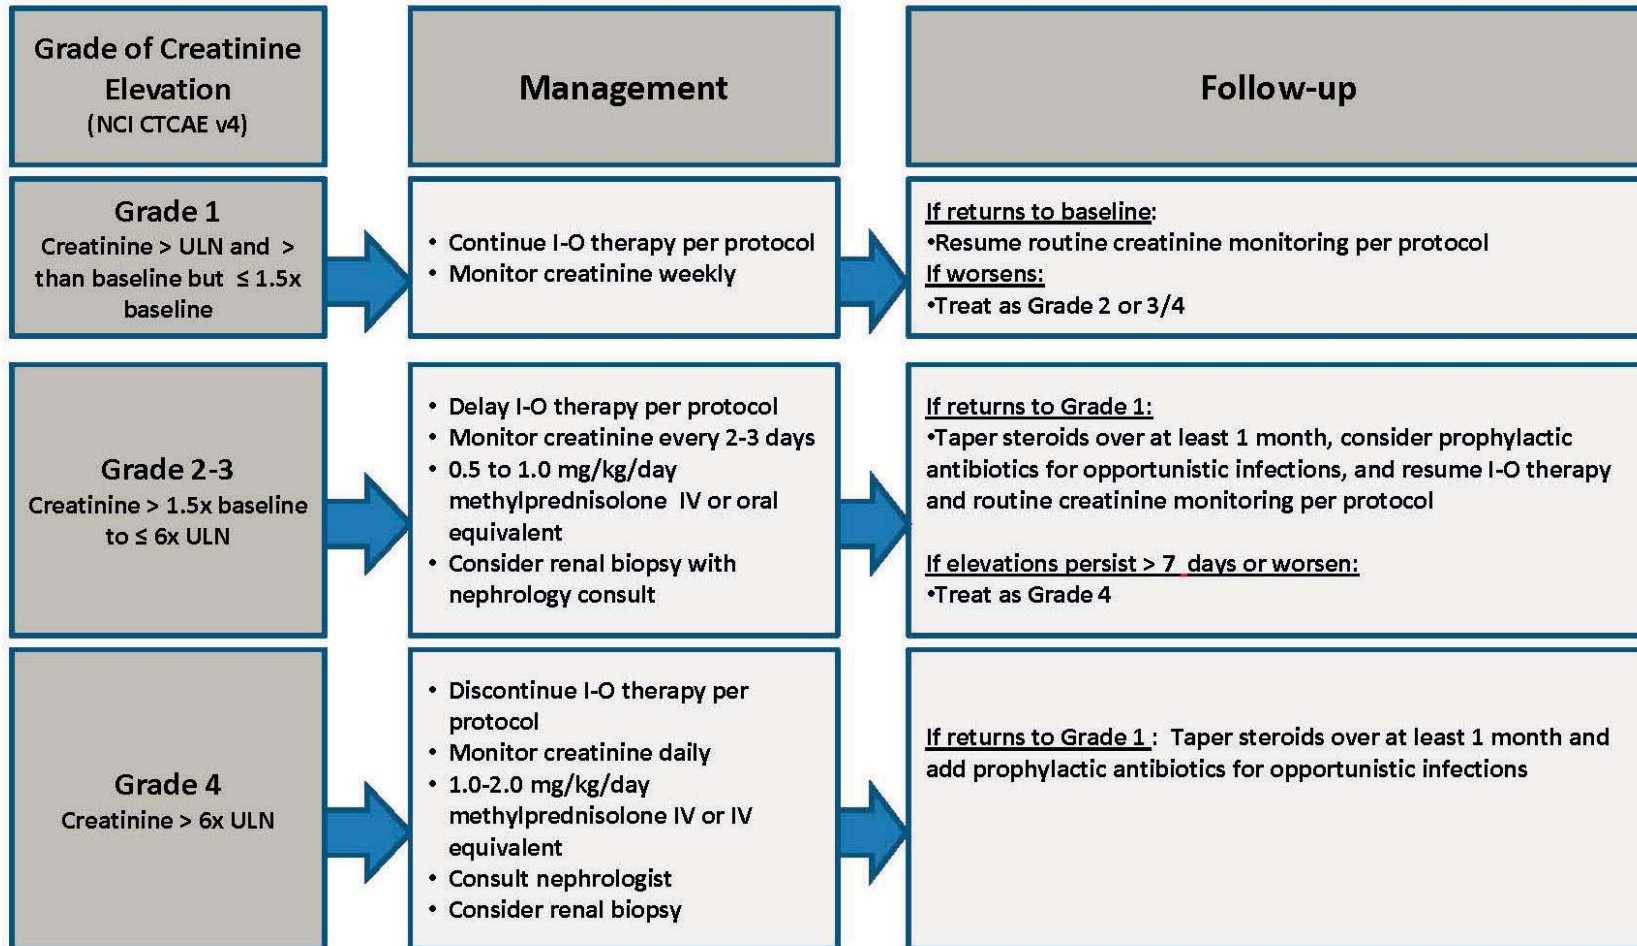 Grade of Creatinine
Elevation
(NCI CTCAE v4)
Management
Follow-up
Grade 1
Creatinine > ULN and >
than baseline but ≤ 1.5x
baseline
• Continue I-O therapy per protocol
• Monitor creatinine weekly
If returns to baseline:
•Resume routine creatinine monitoring per protocol
If worsens:
•Treat as Grade 2 or 3/4
Grade 2-3
Creatinine > 1.5x baseline
to ≤ 6x ULN
• Delay I-O therapy per protocol
• Monitor creatinine every 2-3 days
• 0.5 to 1.0 mg/kg/day
methylprednisolone IV or oral
equivalent
• Consider renal biopsy with
nephrology consult
If returns to Grade 1:
•Taper steroids over at least 1 month, consider prophylactic
antibiotics for opportunistic infections, and resume I-O therapy
and routine creatinine monitoring per protocol
If elevations persist > 7 days or worsen:
•Treat as Grade 4
Grade 4
Creatinine > 6x ULN
• Discontinue I-O therapy per
protocol
• Monitor creatinine daily
• 1.0-2.0 mg/kg/day
methylprednisolone IV or IV
equivalent
• Consult nephrologist
• Consider renal biopsy
If returns to Grade 1 : Taper steroids over at least 1 month and
add prophylactic antibiotics for opportunistic infections